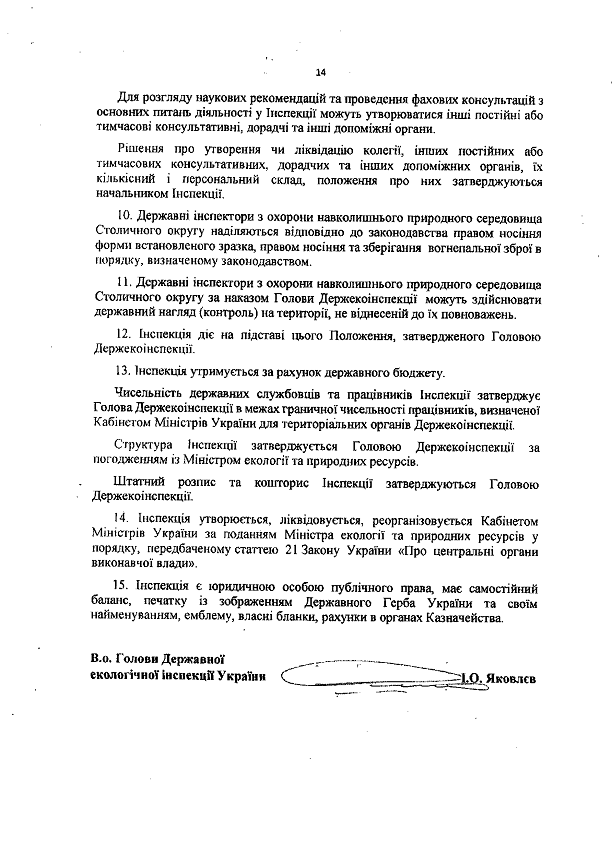 14
Для розгляду наукових рекомендацій та проведення фахових консультацій з
основних питань діяльності у Інспекції можуть утворюватися інші постійні або
тимчасові консультативні, дорадчі та інші допоміжні органи.
Рішення про утворення чи ліквідацію колегії, інших постійних або
тимчасових консультативних, дорадчих та інших допоміжних органів, їх
кількісний і персональний склад, положення про них затверджуються
начальником Інспекції.
10. Державні інспектори з охорони навколишнього природного середовища
Столичного округу наділяються відповідно до законодавства правом носіння
форми встановленого зразка, правом носіння та зберігання вогнепальної зброї в
порядку, визначеному законодавством.
11. Державні інспектори з охорони навколишнього природного середовища
Столичного округу за наказом Голови Держекоінспекції можуть здійснювати
державний нагляд (контроль) на території, не віднесеній до їх повноважень.
12. Інспекція діє на підставі цього Положення, затвердженого Головою
Держекоінспекції.
13. Інспекція утримується за рахунок державного бюджету.
Чисельність державних службовців та працівників Інспекції затверджує
Голова Держекоінспекції в межах граничної чисельності працівників, визначеної
Кабінетом Міністрів України для територіальних органів Держекоінспекції.
Структура Інспекції затверджується Головою Держекоінспекції за
погодженням із Міністром екології та природних ресурсів.
Штатний розпис та кошторис Інспекції затверджуються Головою
Держекоінспекції.
14. Інспекція утворюється, ліквідовується, реорганізовується Кабінетом
Міністрів України за поданням Міністра екології та природних ресурсів у
порядку, передбаченому статтею 21 Закону України «Про центральні органи
виконавчої влади».
15. Інспекція є юридичною особою публічного права, має самостійний
баланс, печатку із зображенням Державного Герба України та своїм
найменуванням, емблему, власні бланки, рахунки в органах Казначейства.
В.о. Голови Державної
екологічної інспекції України І.О. Яковлєв